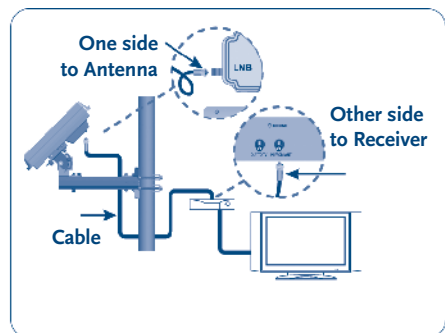 One side
to Antenna
LNB
Other side
to Receiver
Cable